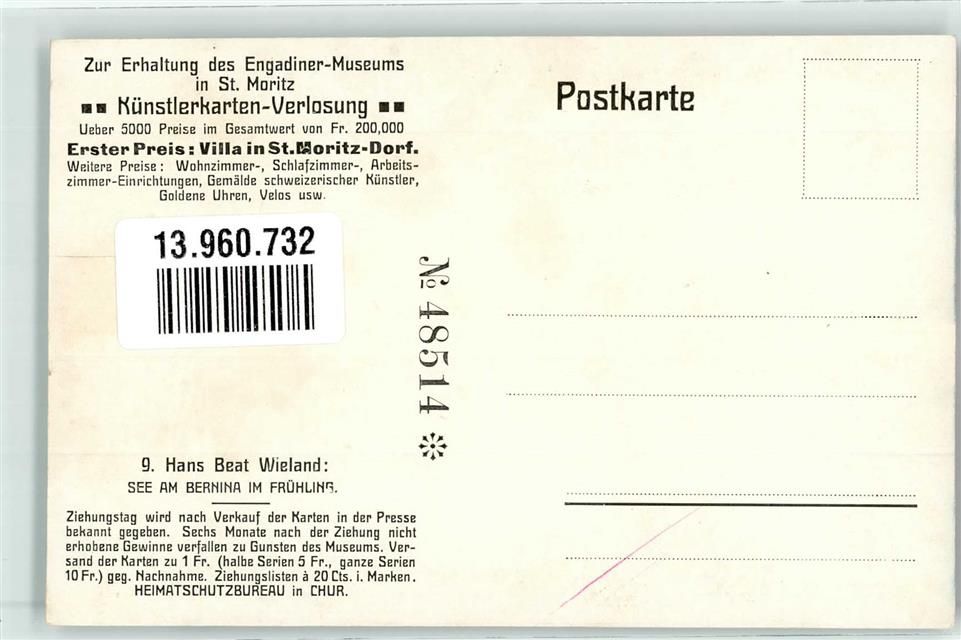 Zur Erhaltung des Engadiner-Museums
in St. Moritz
Künstlerkarten-Verlosung
Ueber 5000 Preise im Gesamtwert von Fr. 200,000
Erster Preis: Villa in St. Moritz-Dorf.
Weitere Preise: Wohnzimmer-, Schlafzimmer-, Arbeits-
zimmer-Einrichtungen, Gemälde schweizerischer Künstler,
Goldene Uhren, Velos usw.
13.960.732
9. Hans Beat Wieland:
SEE AM BERNINA IM FRÜHLING.
Ziehungstag wird nach Verkauf der Karten in der Presse
bekannt gegeben. Sechs Monate nach der Ziehung nicht
erhobene Gewinne verfallen zu Gunsten des Museums. Ver-
sand der Karten zu 1 Fr. (halbe Serien 5 Fr., ganze Serien
10 Fr.) geg. Nachnahme. Ziehungslisten à 20 Cts. i. Marken.
HEIMATSCHUTZBUREAU in CHUR.
№ 48514
Postkarte